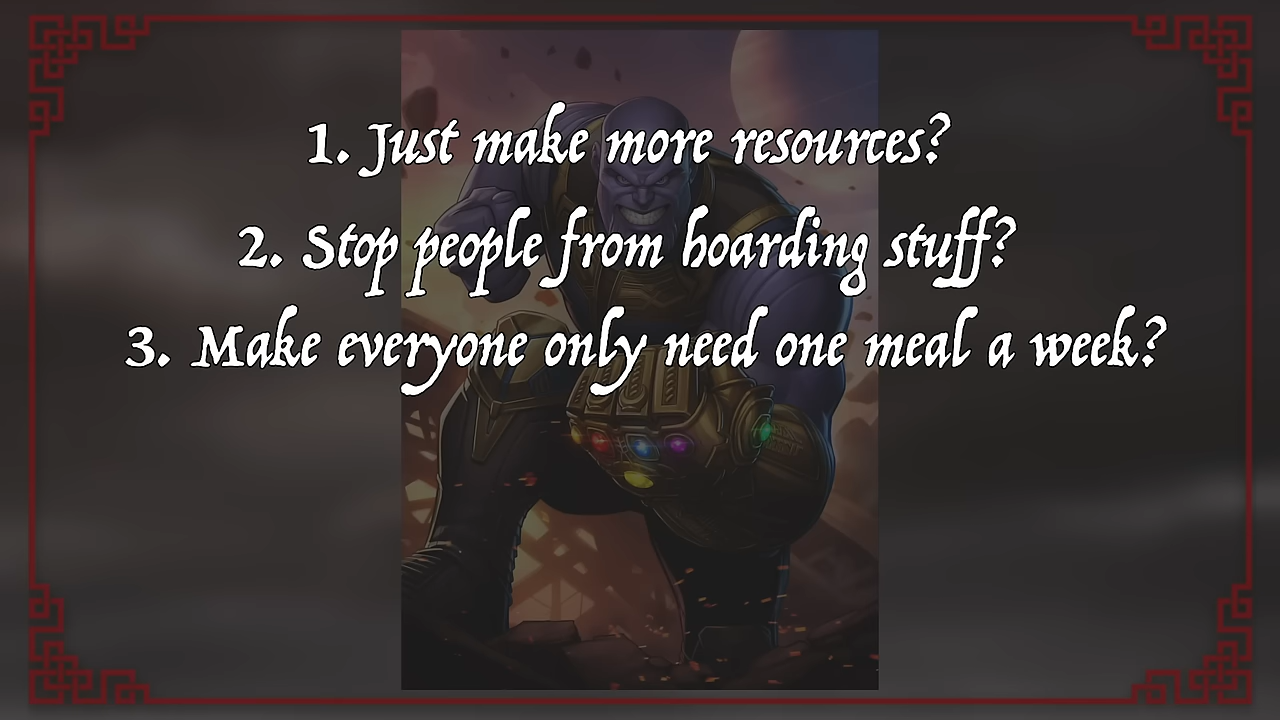 1. Just make more resources?
2. Stop people from hoarding stuff?
3. Make everyone only need one meal a week?